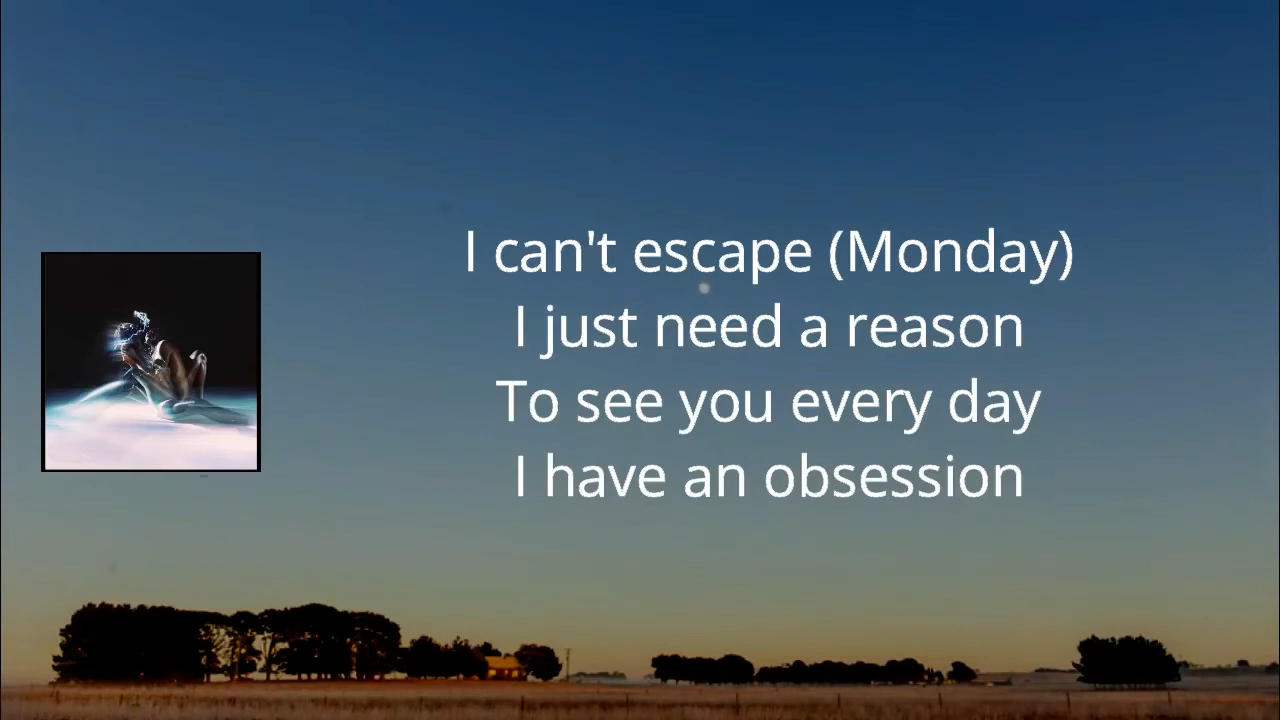 I can't escape (Monday)
I just need a reason
To see you every day
I have an obsession